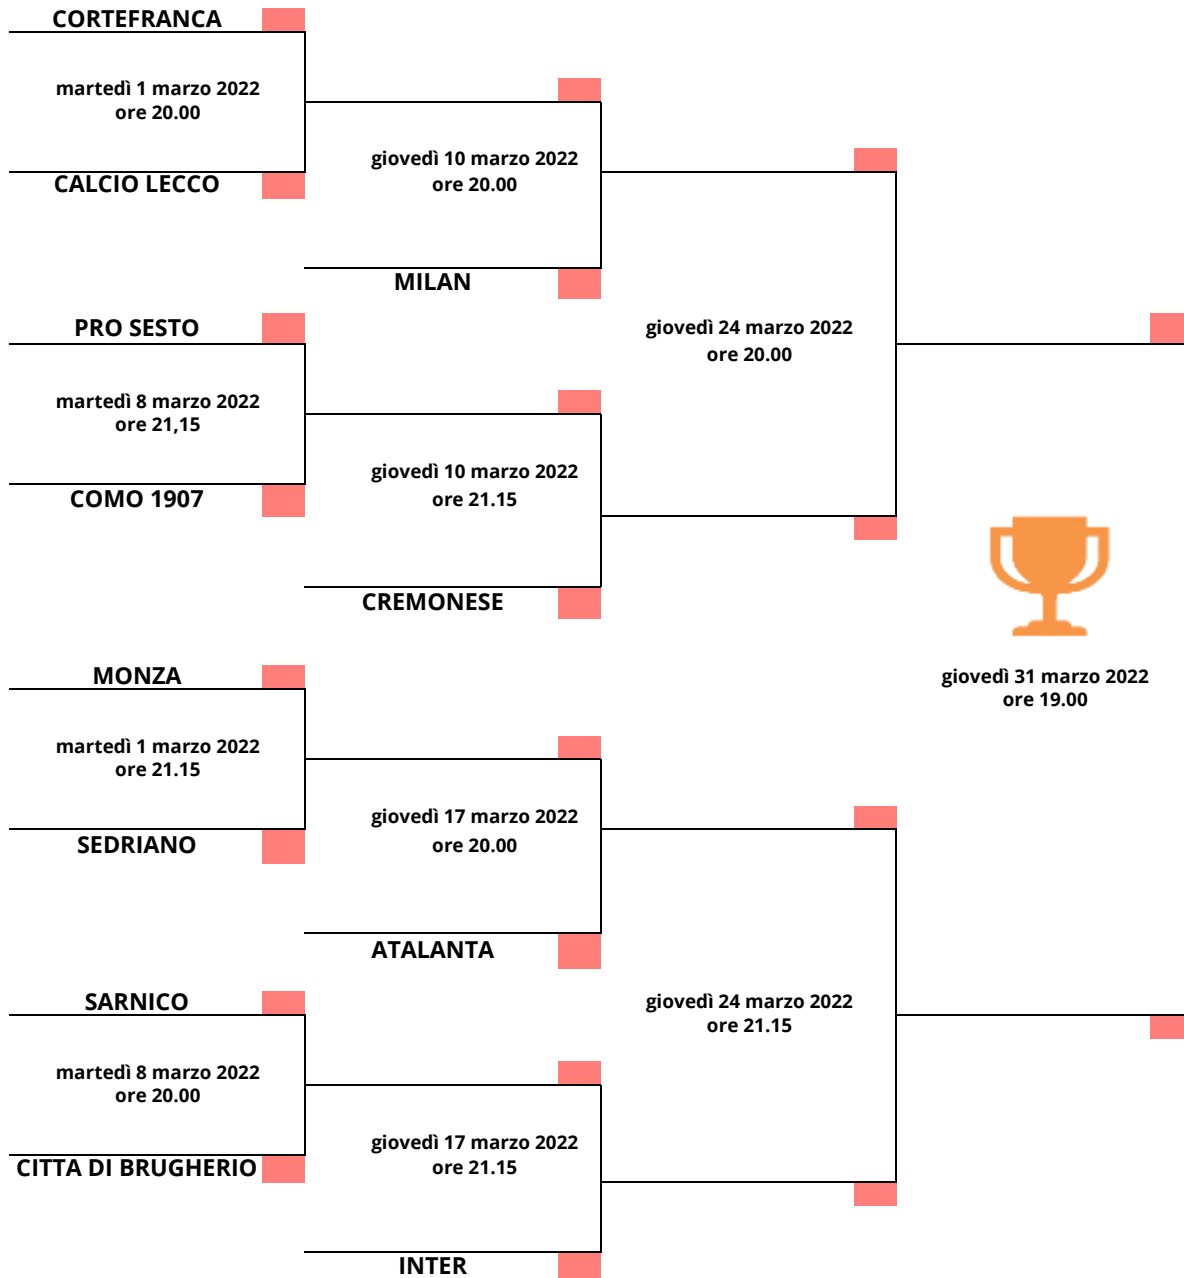 CORTEFRANCA
martedì 1 marzo 2022
ore 20.00
CALCIO LECCO
giovedì 10 marzo 2022
ore 20.00
MILAN
PRO SESTO
martedì 8 marzo 2022
ore 21,15
COMO 1907
giovedì 10 marzo 2022
ore 21.15
CREMONESE
giovedì 24 marzo 2022
ore 20.00
MONZA
martedì 1 marzo 2022
ore 21.15
SEDRIANO
giovedì 17 marzo 2022
ore 20.00
ATALANTA
SARNICO
martedì 8 marzo 2022
ore 20.00
CITTA DI BRUGHERIO
giovedì 17 marzo 2022
ore 21.15
INTER
giovedì 24 marzo 2022
ore 21.15
giovedì 31 marzo 2022
ore 19.00